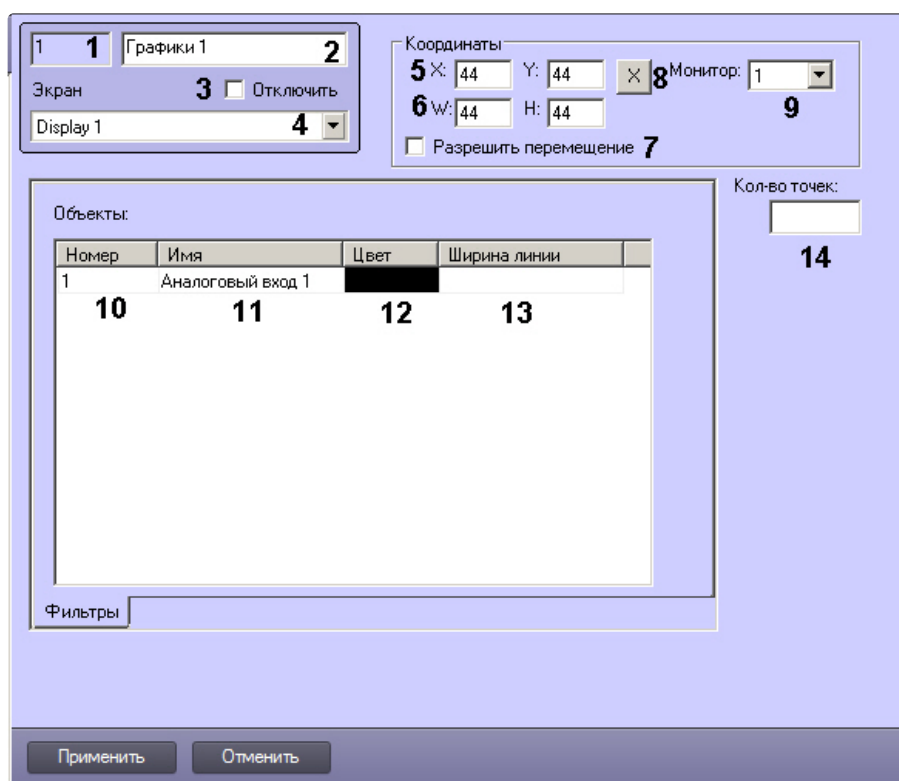 1 1 Графики 1 2
Экран 3 Отключить
Display 1 4
Координаты
5 X: 44 Y: 44 X 8 Монитор: 1
6 W: 44 H: 44 9
Разрешить перемещение 7
Кол-во точек:
14
Объекты:
Номер Имя Цвет Ширина линии
1 Аналоговый вход 1
10 11 12 13
Фильтры
Применить Отменить